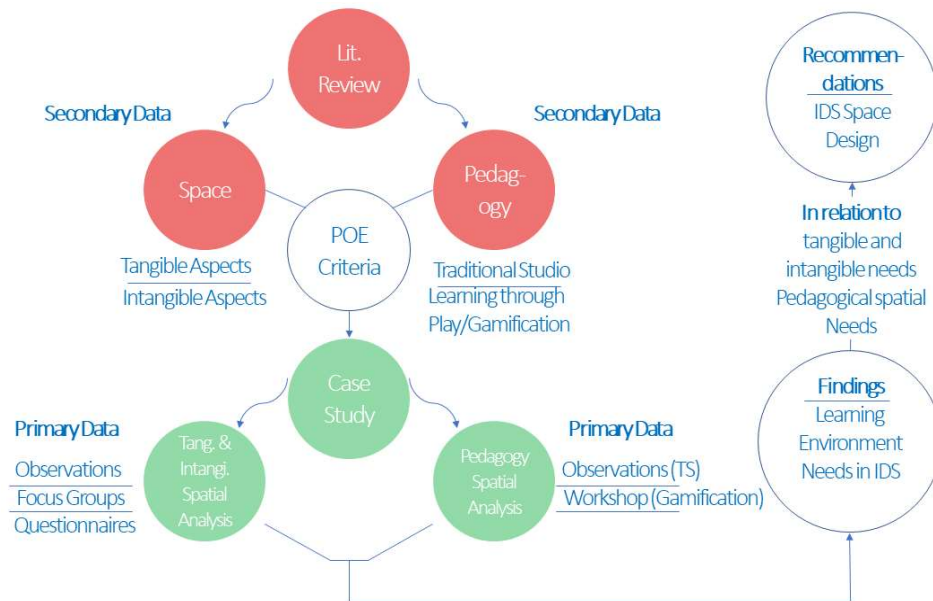 Lit.
Review
Secondary Data
Secondary Data
Space
Pedag-
ogy
POE
Criteria
Tangible Aspects
Intangible Aspects
Traditional Studio
Learning through
Play/Gamification
Case
Study
Primary Data
Observations
Focus Groups
Questionnaires
Tang. &
Intangi.
Spatial
Analysis
Pedagogy
Spatial
Analysis
Primary Data
Observations (TS)
Workshop (Gamification)
Recommen-
dations
IDS Space
Design
In relation to
tangible and
intangible needs
Pedagogical spatial
Needs
Findings
Learning
Environment
Needs in IDS